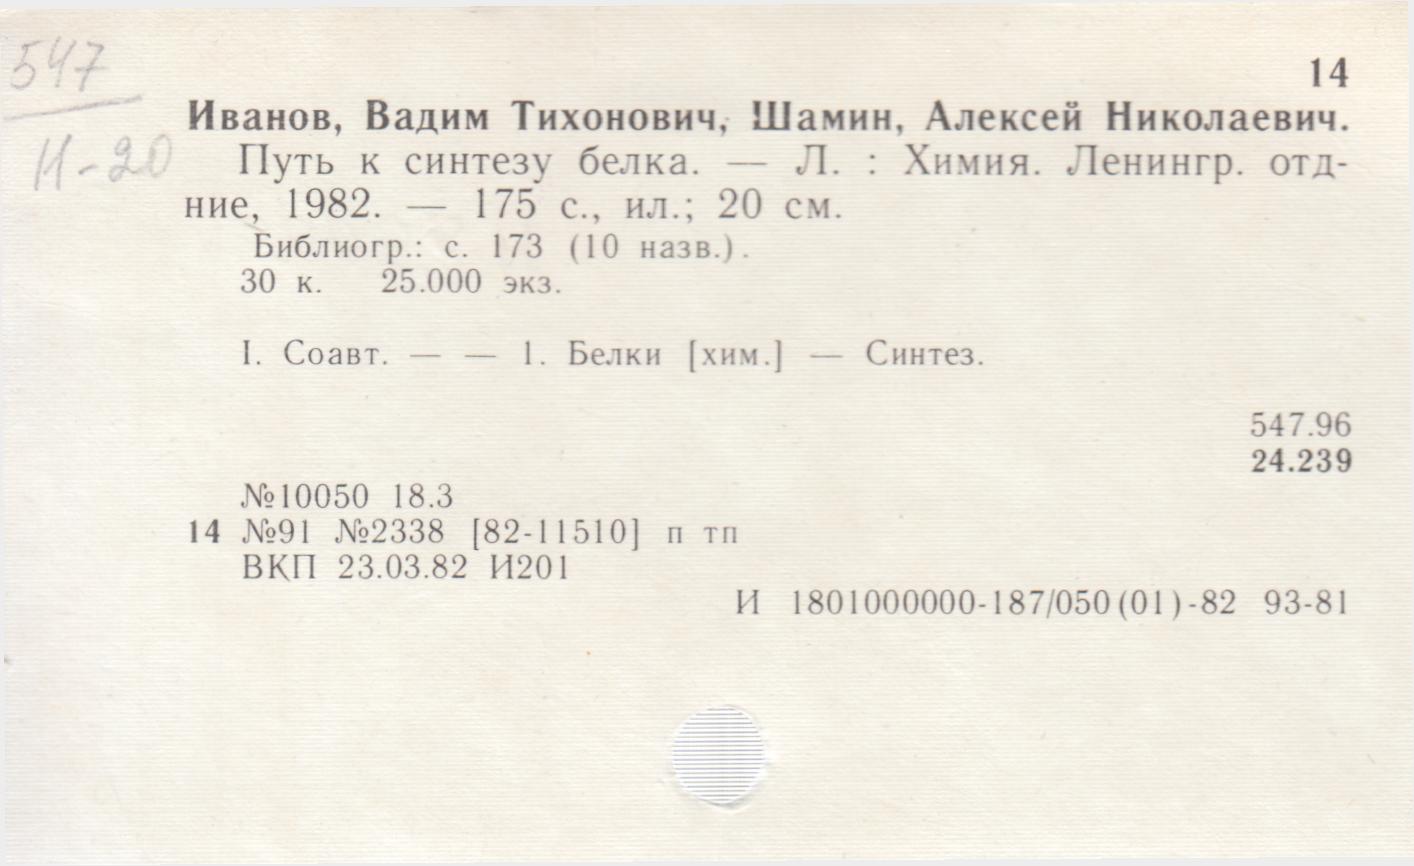 547
14
И-20
Иванов, Вадим Тихонович, Шамин, Алексей Николаевич.
Путь к синтезу белка. — Л. : Химия. Ленингр. отд-
ние, 1982. — 175 с., ил.; 20 см.
Библиогр.: с. 173 (10 назв.).
30 к. 25.000 экз.
I. Соавт. — — 1. Белки [хим.] — Синтез.
547.96
24.239
№10050 18.3
14 №91 №2338 [82-11510] п тп
ВКП 23.03.82 И201
И 1801000000-187/050(01)-82 93-81